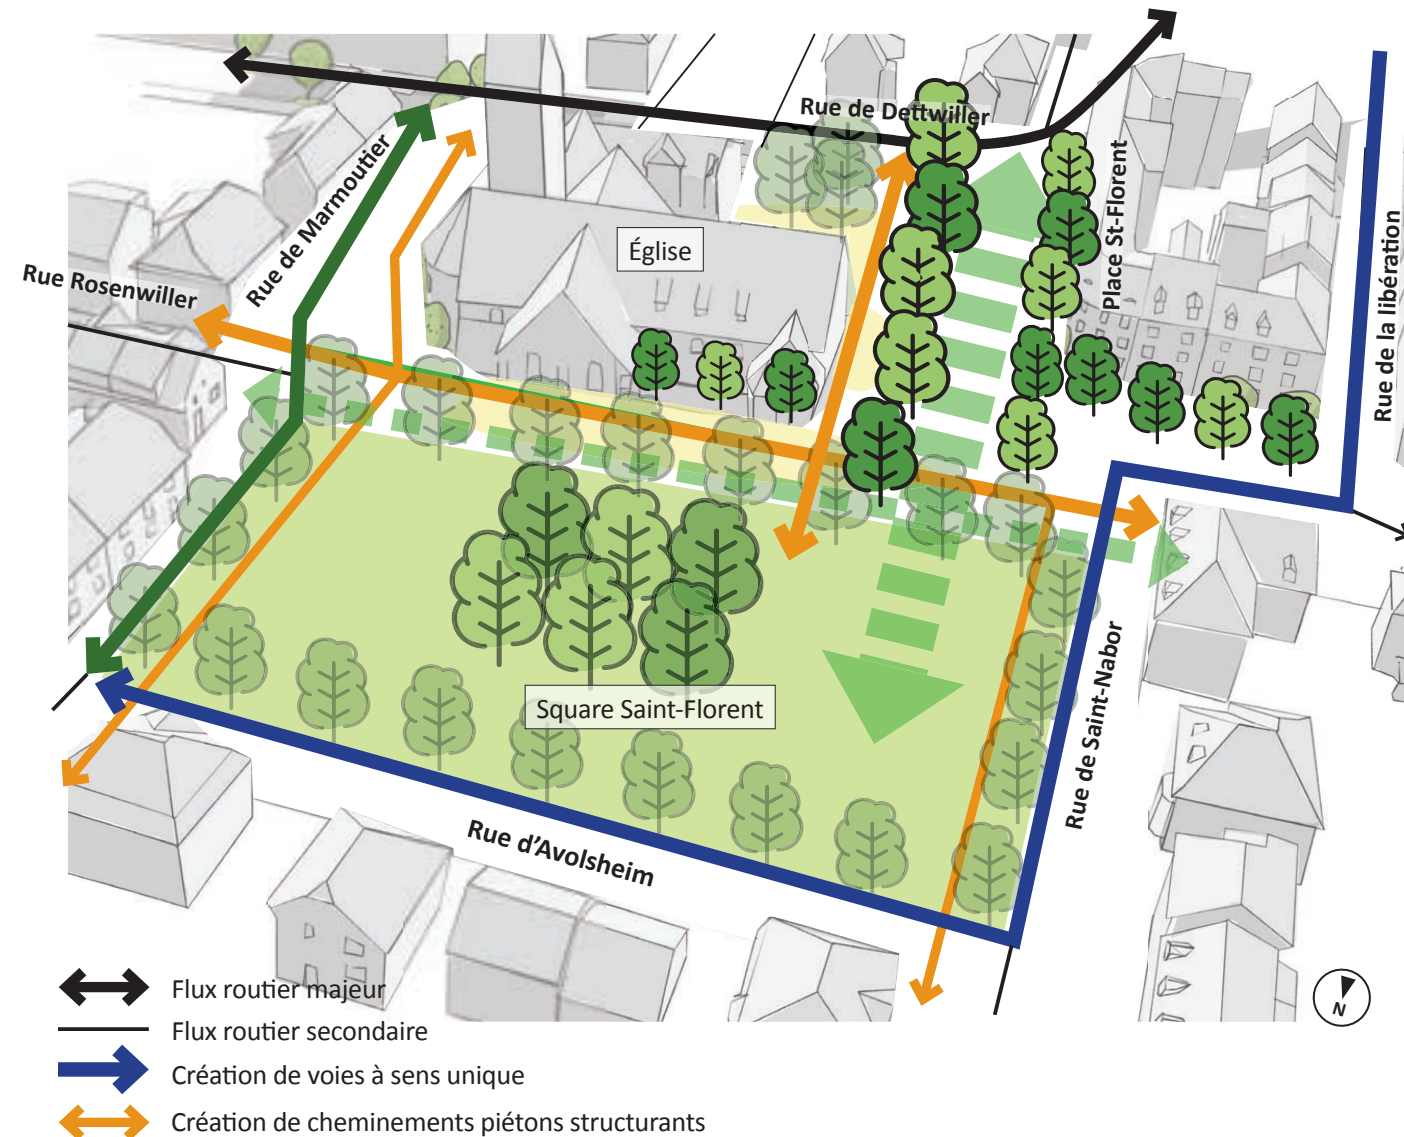 Rue de Dettwiller
Rue de Marmoutier
Place St-Florent
Église
Rue de la libération
Rue Rosenwiller
Square Saint-Florent
Rue de Saint-Nabor
Rue d'Avolsheim
Flux routier majeur
N
Flux routier secondaire
Création de voies à sens unique
Création de cheminements piétons structurants